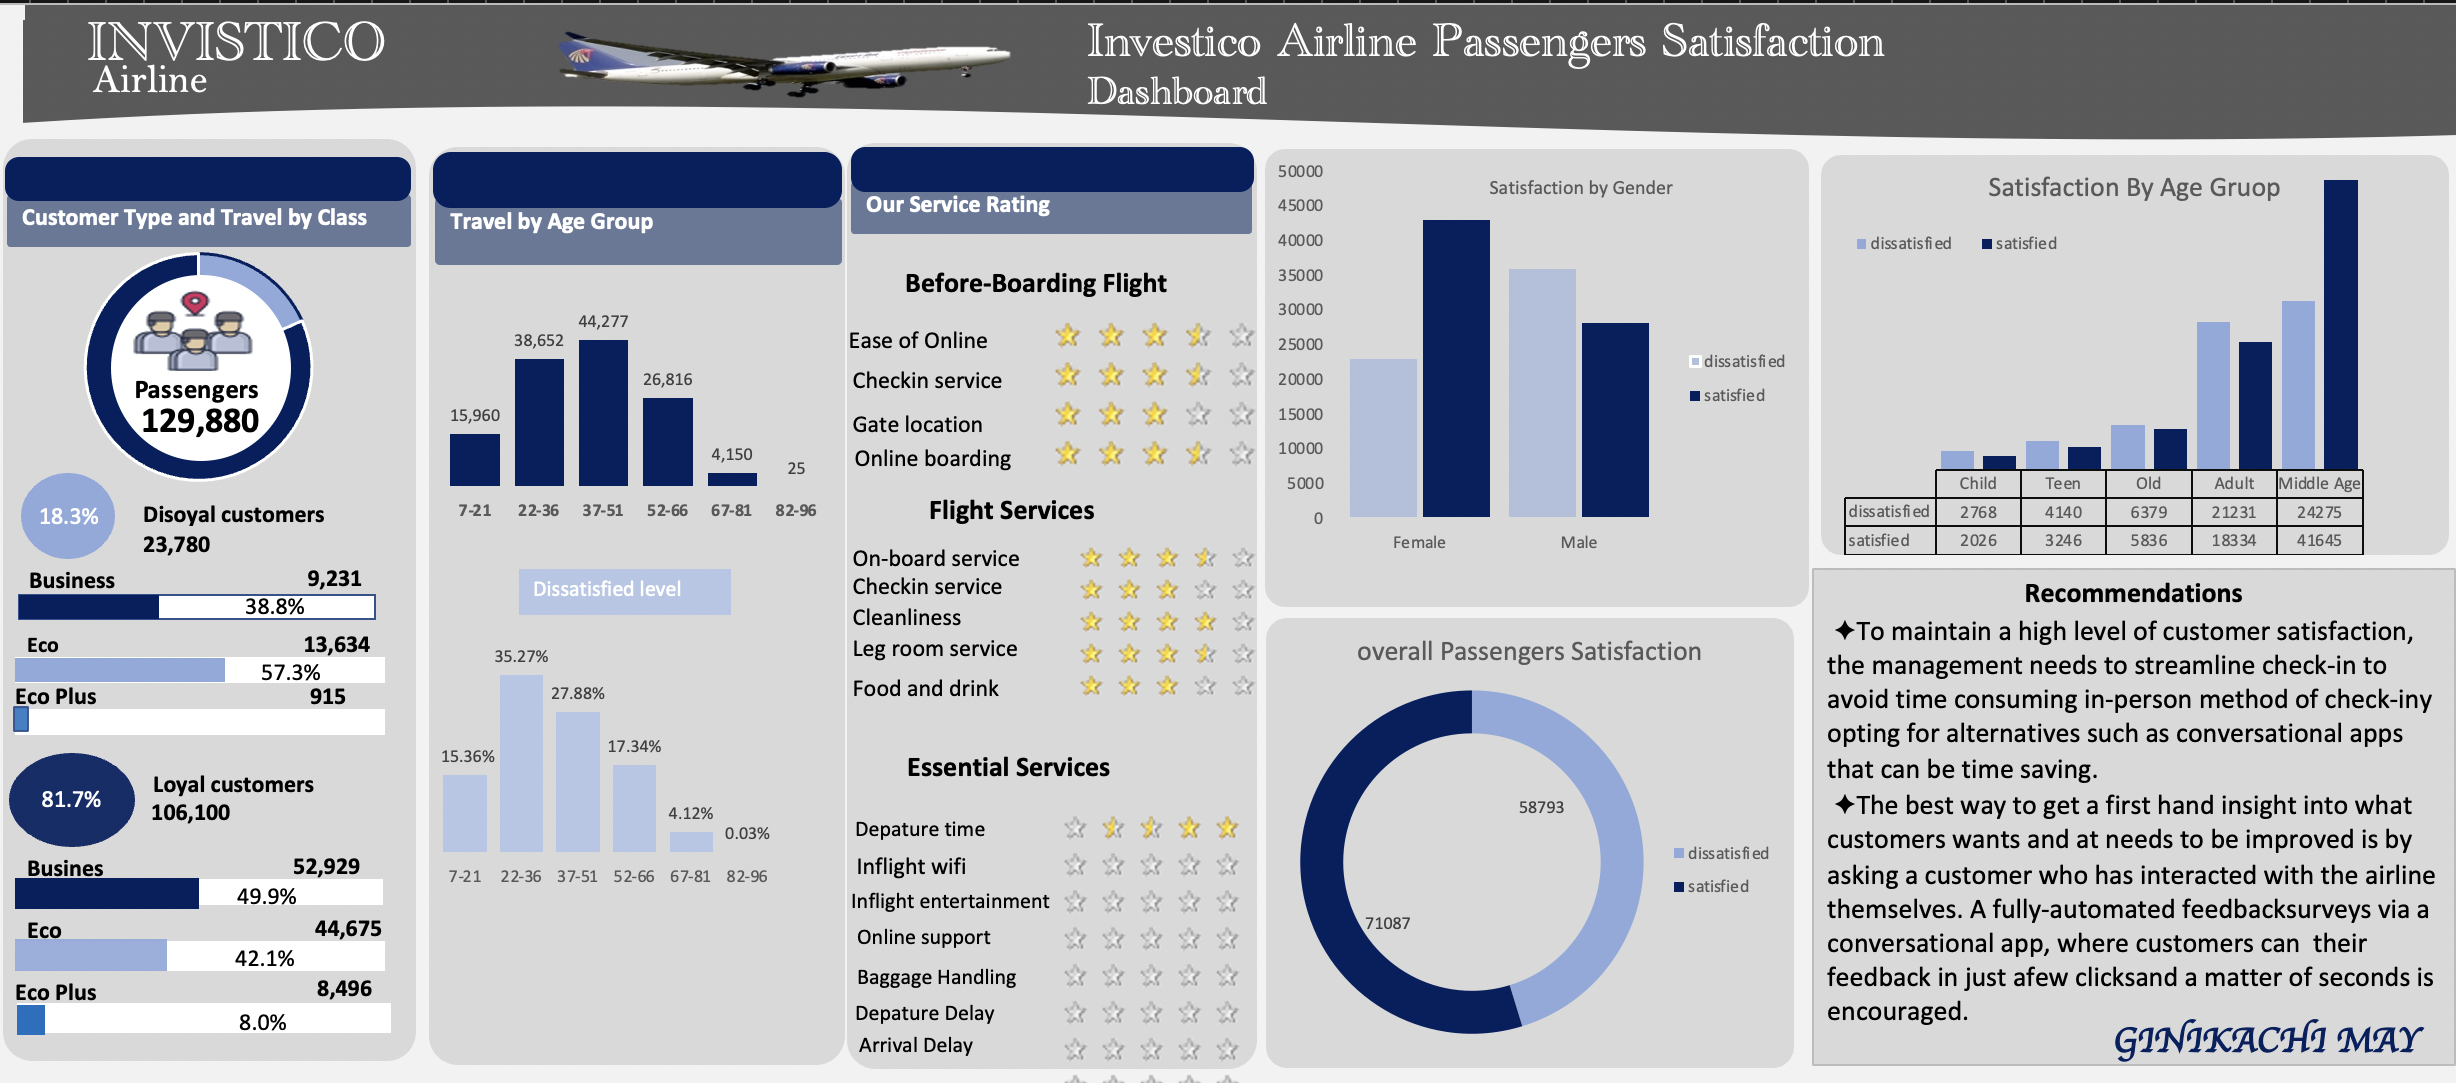 INVISTICO
Airline
Investico Airline Passengers Satisfaction
Dashboard
Customer Type and Travel by Class
Passengers
129,880
18.3%
Disoyal customers
23,780
Business 9,231
38.8%
Eco 13,634
57.3%
Eco Plus 915
81.7%
Loyal customers
106,100
Busines 52,929
49.9%
Eco 44,675
42.1%
Eco Plus 8,496
8.0%
Travel by Age Group
15,960 38,652 44,277 26,816 4,150 25
7-21 22-36 37-51 52-66 67-81 82-96
Dissatisfied level
15.36% 35.27% 27.88% 17.34% 4.12% 0.03%
7-21 22-36 37-51 52-66 67-81 82-96
Our Service Rating
Before-Boarding Flight
Ease of Online
Checkin service
Gate location
Online boarding
Flight Services
On-board service
Checkin service
Cleanliness
Leg room service
Food and drink
Essential Services
Depature time
Inflight wifi
Inflight entertainment
Online support
Baggage Handling
Depature Delay
Arrival Delay
Satisfaction by Gender
50000
45000
40000
35000
30000
25000
20000
15000
10000
5000
0
Female Male
dissatisfied
satisfied
overall Passengers Satisfaction
58793
71087
dissatisfied
satisfied
Satisfaction By Age Gruop
dissatisfied satisfied
Child Teen Old Adult Middle Age
dissatisfied 2768 4140 6379 21231 24275
satisfied 2026 3246 5836 18334 41645
Recommendations
✦To maintain a high level of customer satisfaction,
the management needs to streamline check-in to
avoid time consuming in-person method of check-iny
opting for alternatives such as conversational apps
that can be time saving.
✦The best way to get a first hand insight into what
customers wants and at needs to be improved is by
asking a customer who has interacted with the airline
themselves. A fully-automated feedbacksurveys via a
conversational app, where customers can their
feedback in just afew clicksand a matter of seconds is
encouraged.
GINIKACHI MAY